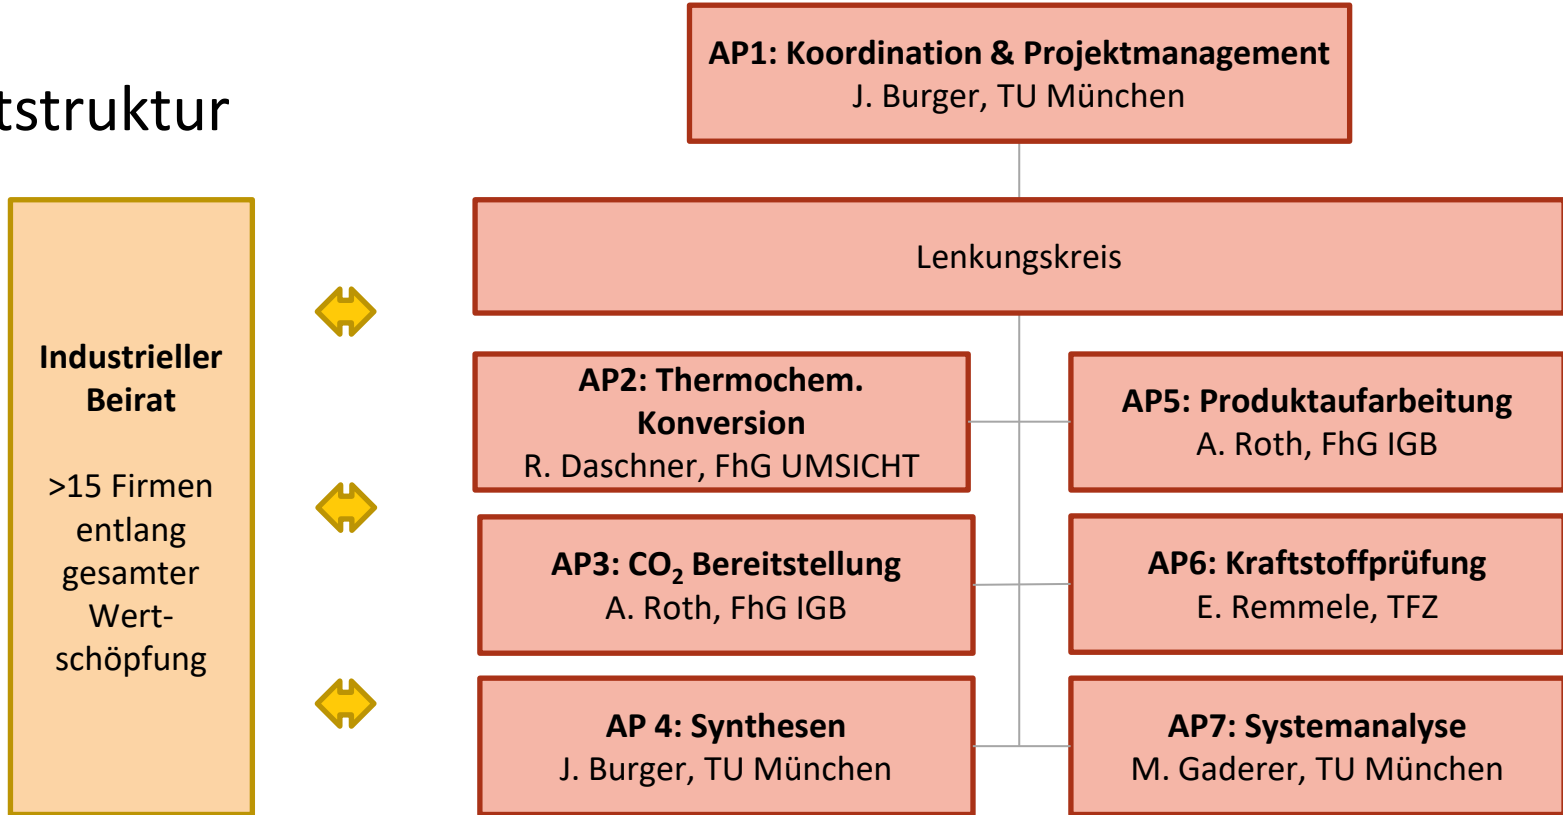 AP1: Koordination & Projektmanagement
J. Burger, TU München
tstruktur
Lenkungskreis
Industrieller
Beirat
>15 Firmen
entlang
gesamter
Wert-
schöpfung
AP2: Thermochem.
Konversion
R. Daschner, FhG UMSICHT
AP5: Produktaufarbeitung
A. Roth, FhG IGB
AP3: CO₂ Bereitstellung
A. Roth, FhG IGB
AP6: Kraftstoffprüfung
E. Remmele, TFZ
AP 4: Synthesen
J. Burger, TU München
AP7: Systemanalyse
M. Gaderer, TU München